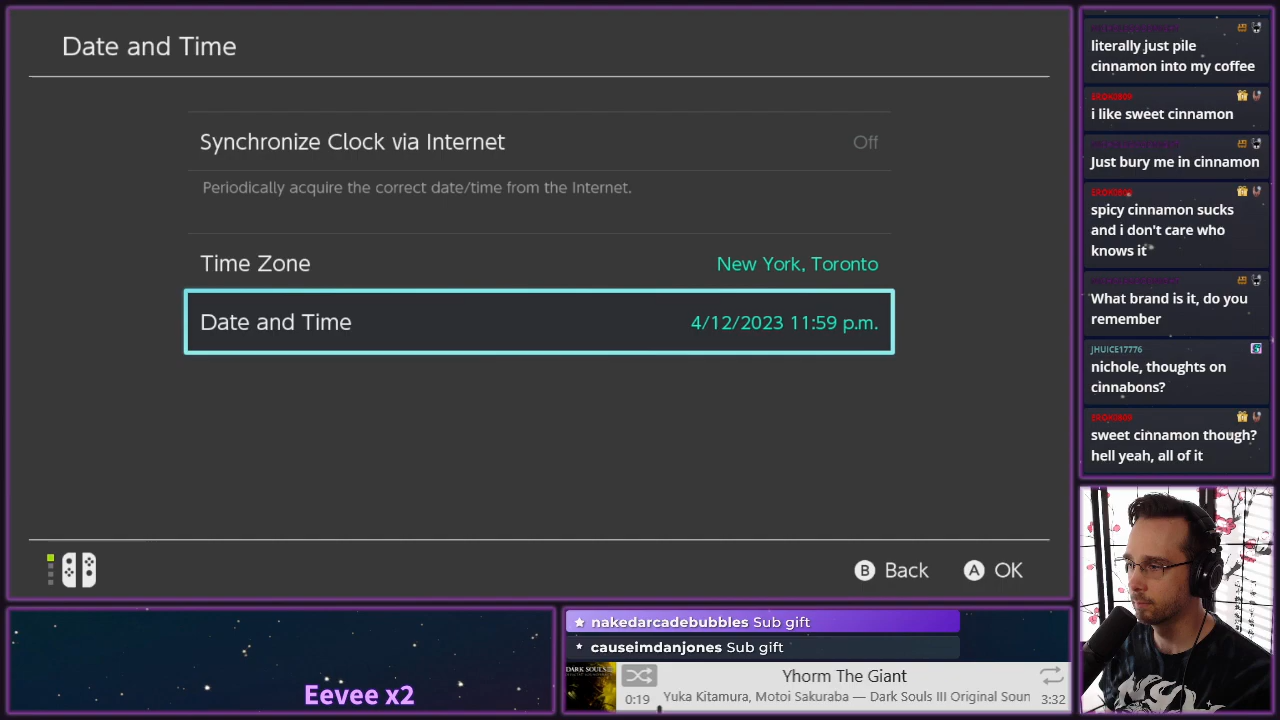 Date and Time
Synchronize Clock via Internet
Off
Periodically acquire the correct date/time from the Internet.
Time Zone
New York, Toronto
Date and Time
4/12/2023 11:59 p.m.
B Back
A OK
literally just pile
cinnamon into my coffee
i like sweet cinnamon
Just bury me in cinnamon
spicy cinnamon sucks
and i don't care who
knows it
What brand is it, do you
remember
JHUICE17776
nichole, thoughts on
cinnabons?
sweet cinnamon though?
hell yeah, all of it
Eevee x2
nakedarcadebubbles Sub gift
causeimdanjones Sub gift
DARK SOULS
Yhorm The Giant
0:19
Yuka Kitamura, Motoi Sakuraba — Dark Souls III Original Soun
3:32